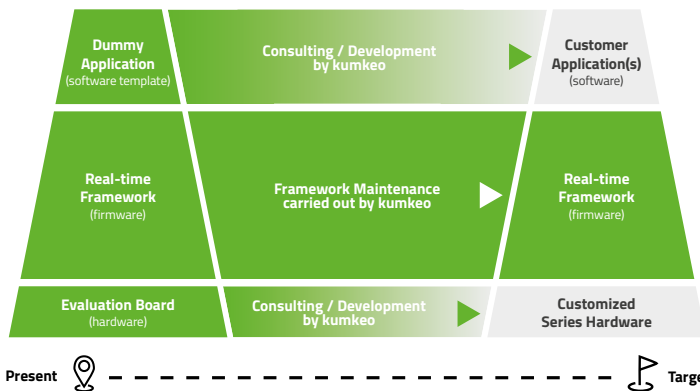 Dummy
Application
(software template)
Consulting / Development
by kumkeo
Customer
Application(s)
(software)
Real-time
Framework
(firmware)
Framework Maintenance
carried out by kumkeo
Real-time
Framework
(firmware)
Evaluation Board
(hardware)
Consulting / Development
by kumkeo
Customized
Series Hardware
Present
Targe